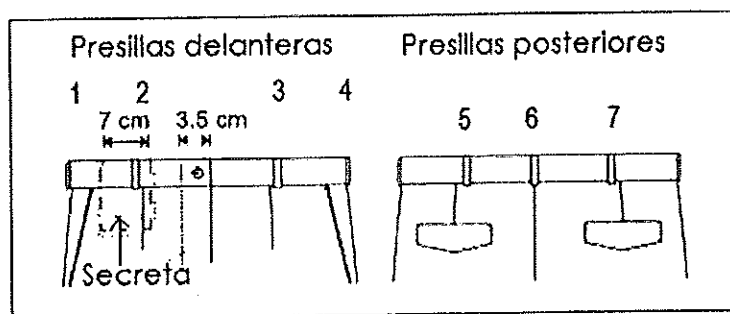 Presillas delanteras
Presillas posteriores
1 2 3 4
7 cm 3.5 cm
5 6 7
Secreta